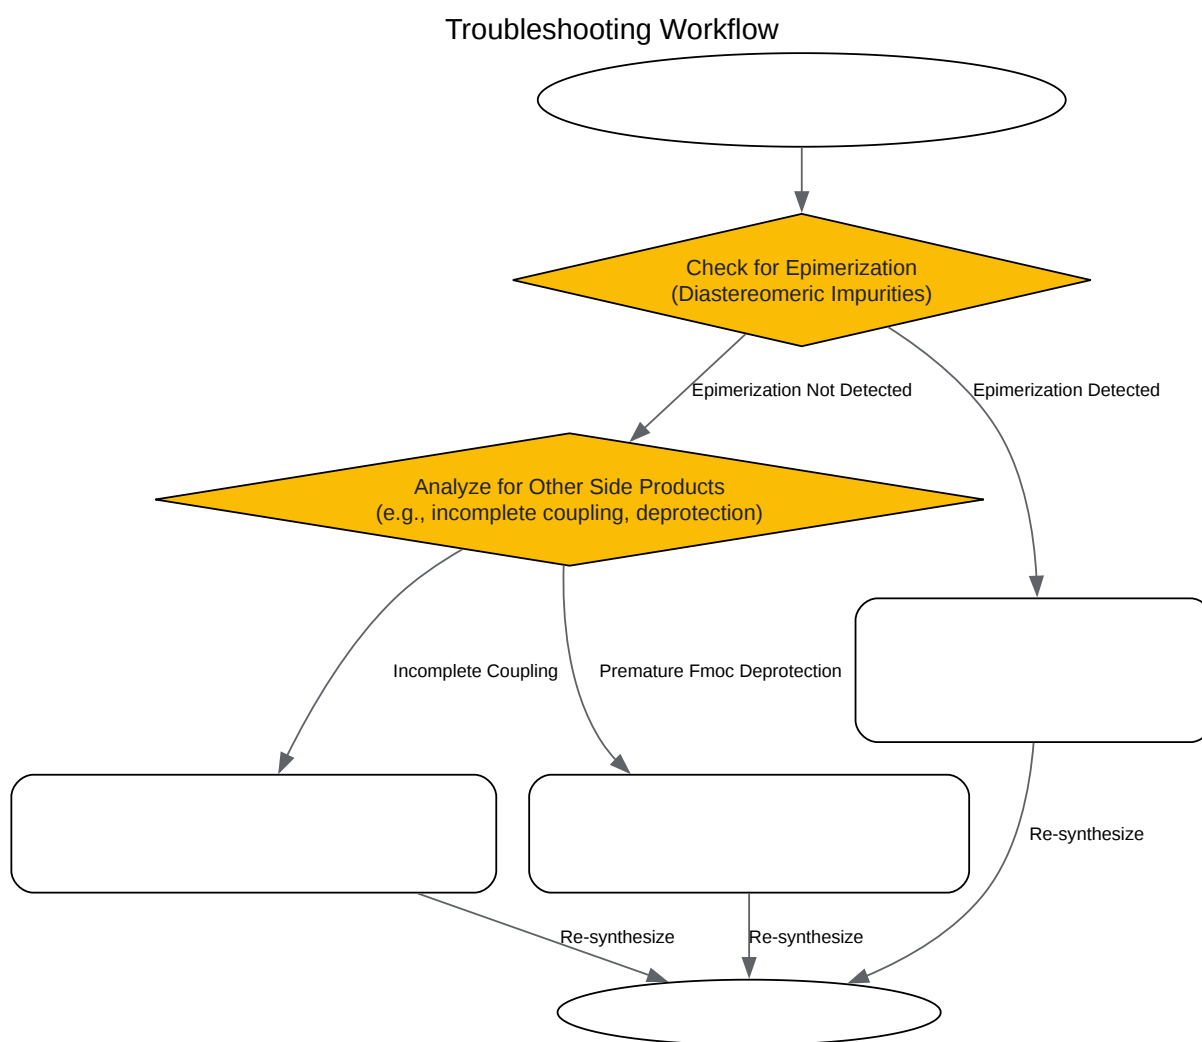 Troubleshooting Workflow
Check for Epimerization
(Diastereomeric Impurities)
Epimerization Not Detected
Epimerization Detected
Analyze for Other Side Products
(e.g., incomplete coupling, deprotection)
Incomplete Coupling
Premature Fmoc Deprotection
Re-synthesize
Re-synthesize
Re-synthesize